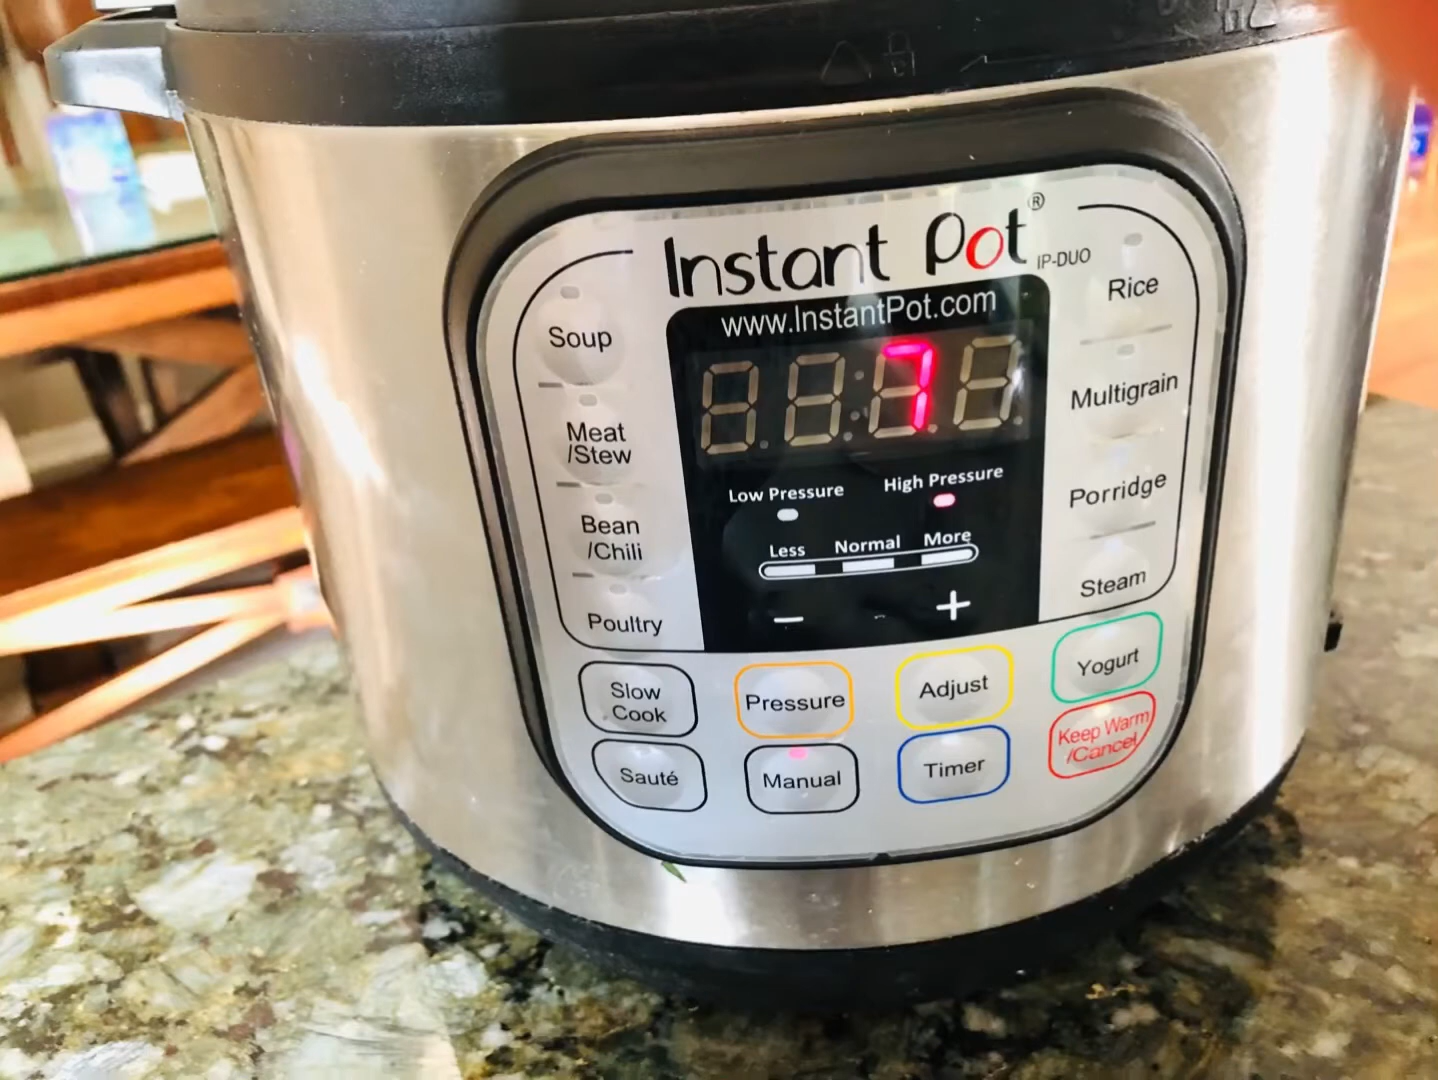 Instant Pot®
IP-DUO
www.InstantPot.com
7
Low Pressure
High Pressure
Less
Normal
More
−
+
Soup
Meat
/Stew
Bean
/Chili
Poultry
Rice
Multigrain
Porridge
Steam
Slow
Cook
Pressure
Adjust
Yogurt
Sauté
Manual
Timer
Keep Warm
/Cancel